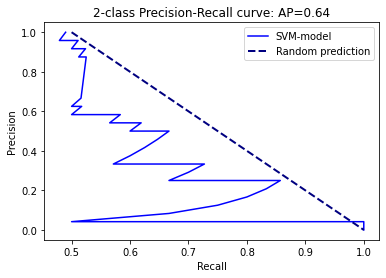 2-class Precision-Recall curve: AP=0.64
SVM-model
Random prediction
Precision
1.0
0.8
0.6
0.4
0.2
0.0
0.5 0.6 0.7 0.8 0.9 1.0
Recall